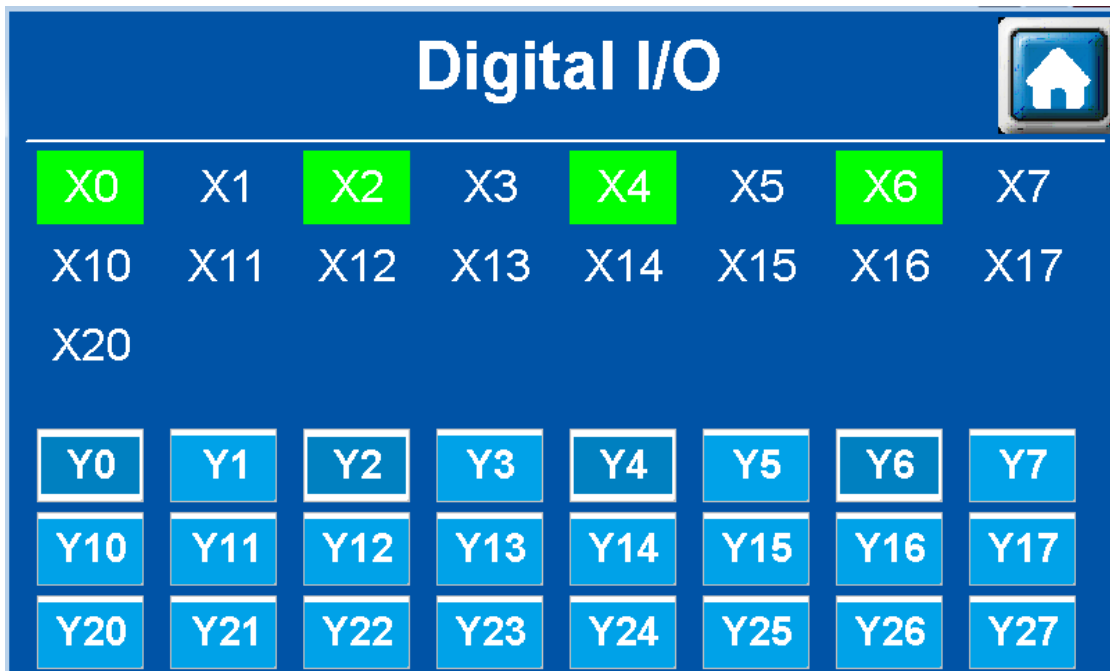 Digital I/O
X0 X1 X2 X3 X4 X5 X6 X7
X10 X11 X12 X13 X14 X15 X16 X17
X20
Y0 Y1 Y2 Y3 Y4 Y5 Y6 Y7
Y10 Y11 Y12 Y13 Y14 Y15 Y16 Y17
Y20 Y21 Y22 Y23 Y24 Y25 Y26 Y27